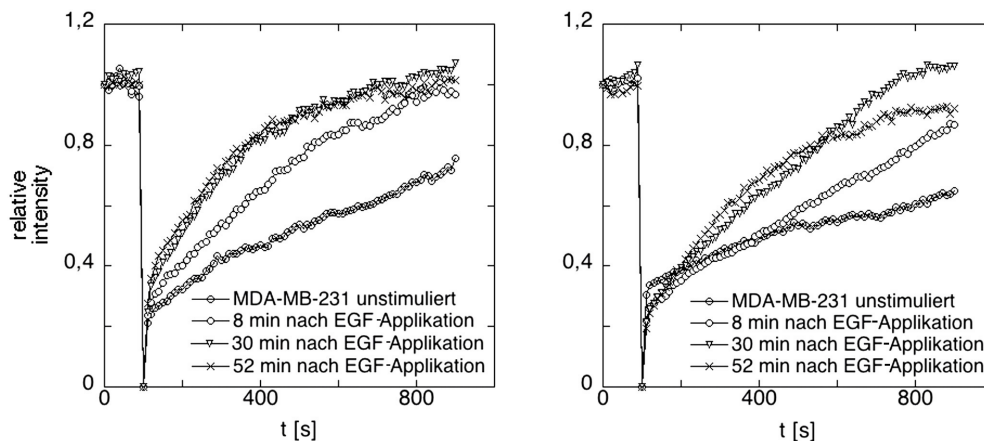 1,2
0,8
0,4
0
relative
intensity
0
400
800
t [s]
MDA-MB-231 unstimuliert
8 min nach EGF-Applikation
30 min nach EGF-Applikation
52 min nach EGF-Applikation
1,2
0,8
0,4
0
0
400
800
t [s]
MDA-MB-231 unstimuliert
8 min nach EGF-Applikation
30 min nach EGF-Applikation
52 min nach EGF-Applikation